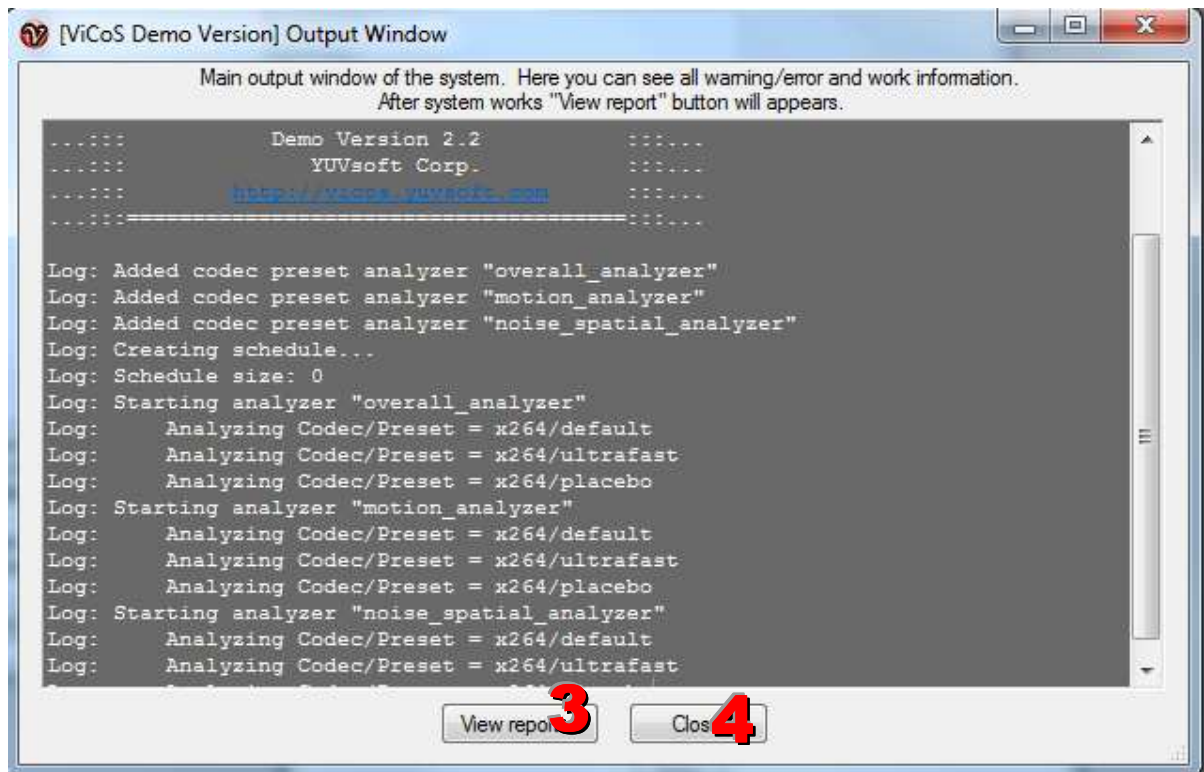 [ViCoS Demo Version] Output Window
Main output window of the system. Here you can see all warning/error and work information.
After system works "View report" button will appears.
...::: Demo Version 2.2 :::...
...::: YUVsoft Corp. :::...
...::: http://vicos.yuvsoft.com :::...
...:::======================================:::...
Log: Added codec preset analyzer "overall_analyzer"
Log: Added codec preset analyzer "motion_analyzer"
Log: Added codec preset analyzer "noise_spatial_analyzer"
Log: Creating schedule...
Log: Schedule size: 0
Log: Starting analyzer "overall_analyzer"
Log: Analyzing Codec/Preset = x264/default
Log: Analyzing Codec/Preset = x264/ultrafast
Log: Analyzing Codec/Preset = x264/placebo
Log: Starting analyzer "motion_analyzer"
Log: Analyzing Codec/Preset = x264/default
Log: Analyzing Codec/Preset = x264/ultrafast
Log: Analyzing Codec/Preset = x264/placebo
Log: Starting analyzer "noise_spatial_analyzer"
Log: Analyzing Codec/Preset = x264/default
Log: Analyzing Codec/Preset = x264/ultrafast
View report 3
Close 4